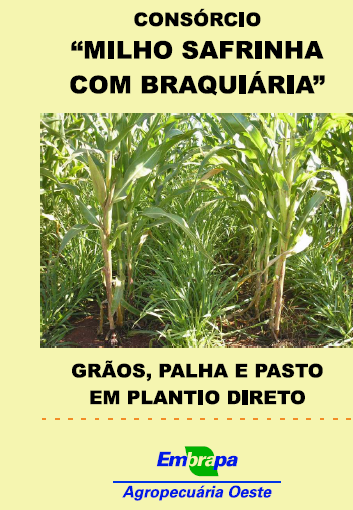 CONSÓRCIO
“MILHO SAFRINHA
COM BRAQUIÁRIA”
GRÃOS, PALHA E PASTO
EM PLANTIO DIRETO
Embrapa
Agropecuária Oeste